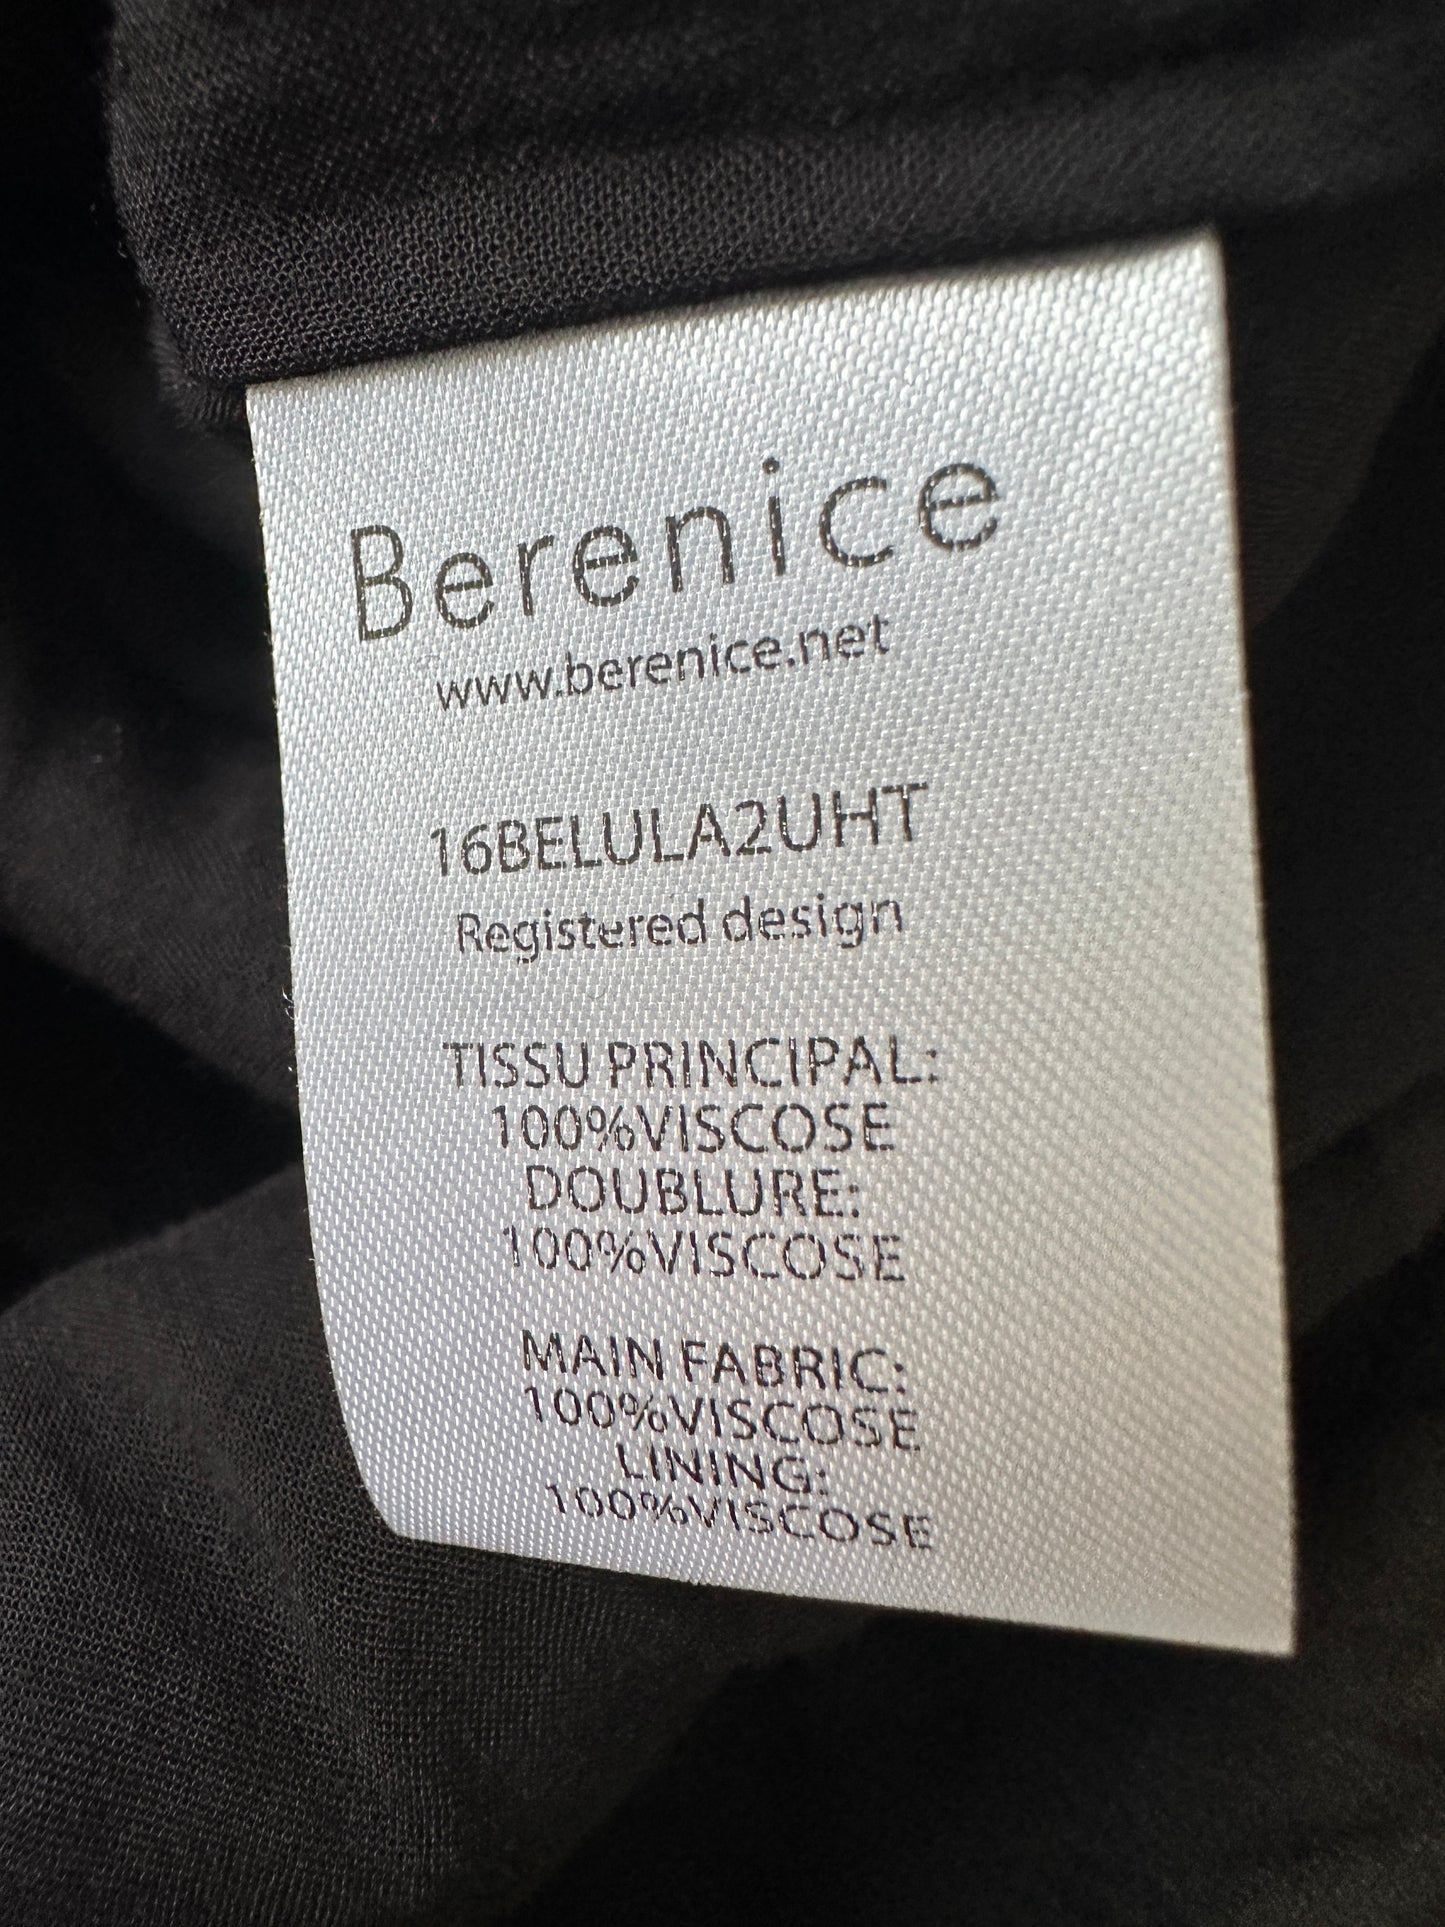 Berenice
www.berenice.net
16BELULA2UHT
Registered design
TISSU PRINCIPAL:
100%VISCOSE
DOUBLURE:
100%VISCOSE
MAIN FABRIC:
100%VISCOSE
LINING:
100%VISCOSE